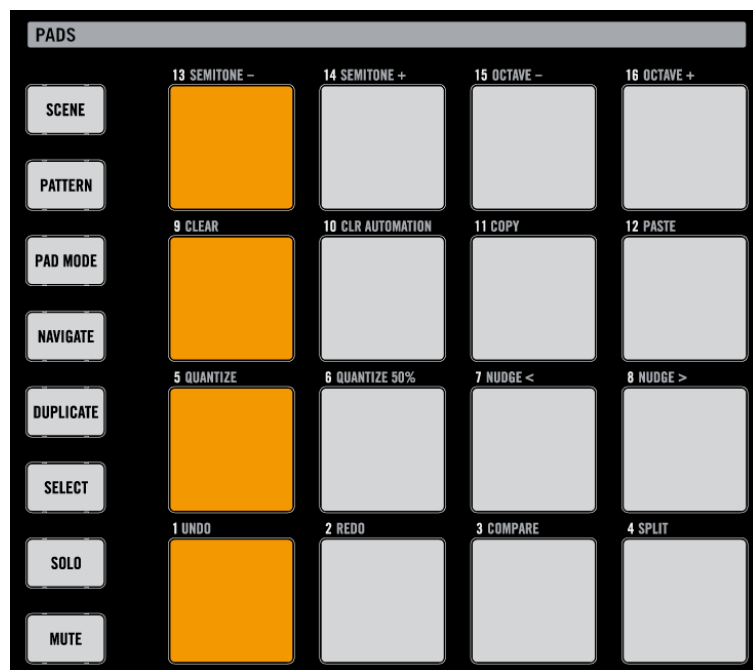 PADS
13 SEMITONE – 14 SEMITONE + 15 OCTAVE – 16 OCTAVE +
SCENE
PATTERN
9 CLEAR 10 CLR AUTOMATION 11 COPY 12 PASTE
PAD MODE
NAVIGATE
5 QUANTIZE 6 QUANTIZE 50% 7 NUDGE < 8 NUDGE >
DUPLICATE
SELECT
1 UNDO 2 REDO 3 COMPARE 4 SPLIT
SOLO
MUTE